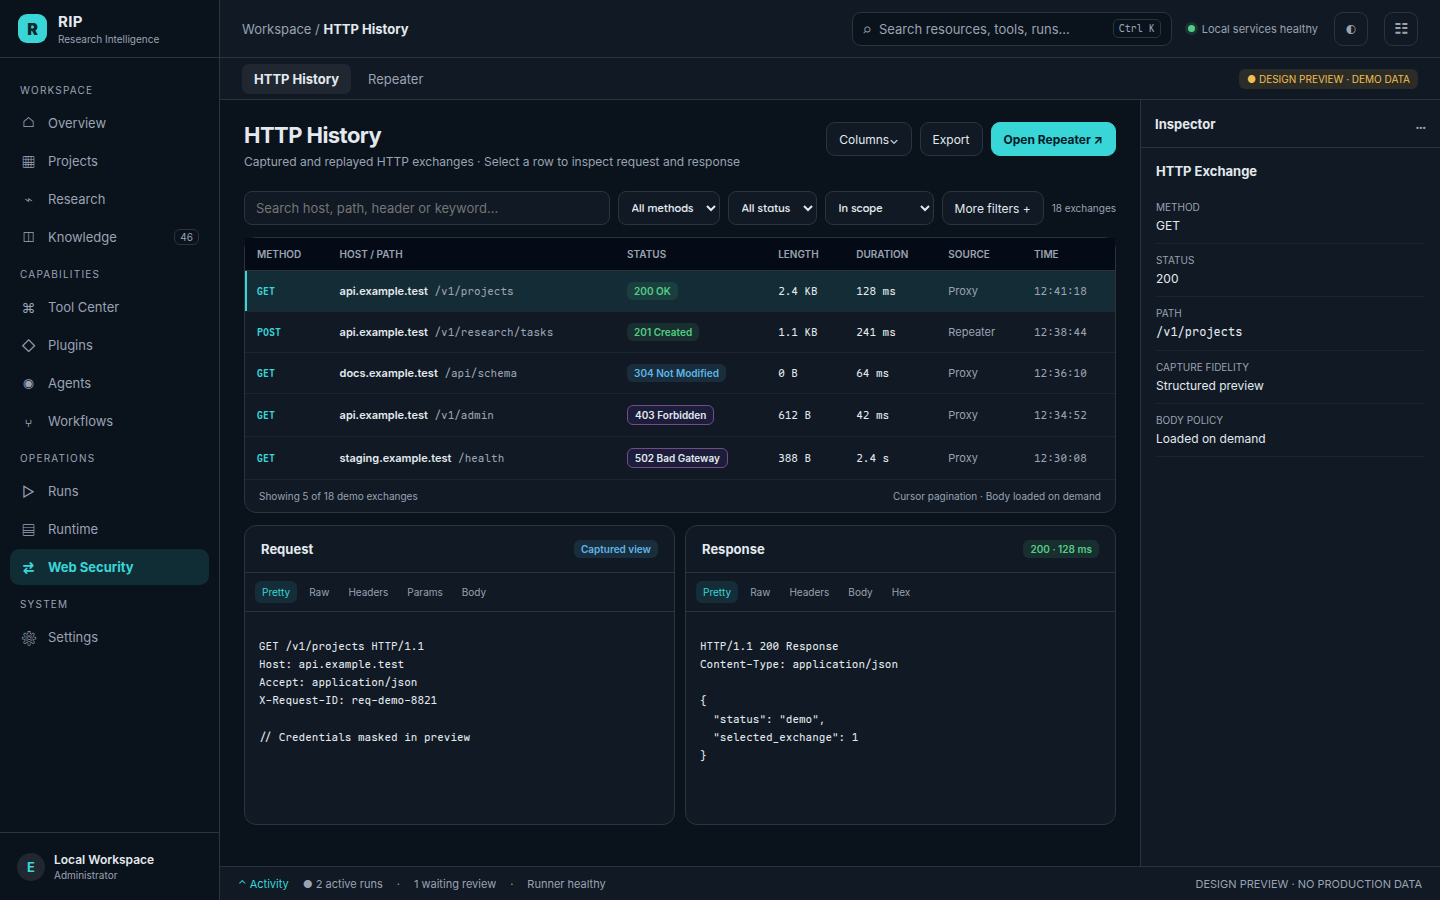 R RIP
Research Intelligence
WORKSPACE
Overview
Projects
Research
Knowledge 46
CAPABILITIES
Tool Center
Plugins
Agents
Workflows
OPERATIONS
Runs
Runtime
Web Security
SYSTEM
Settings
E Local Workspace
Administrator
Workspace / HTTP History
Search resources, tools, runs... Ctrl K
Local services healthy
HTTP History Repeater
DESIGN PREVIEW · DEMO DATA
HTTP History
Captured and replayed HTTP exchanges · Select a row to inspect request and response
Columns Export Open Repeater ↗
Search host, path, header or keyword... All methods All status In scope More filters + 18 exchanges
METHOD HOST / PATH STATUS LENGTH DURATION SOURCE TIME
GET api.example.test /v1/projects 200 OK 2.4 KB 128 ms Proxy 12:41:18
POST api.example.test /v1/research/tasks 201 Created 1.1 KB 241 ms Repeater 12:38:44
GET docs.example.test /api/schema 304 Not Modified 0 B 64 ms Proxy 12:36:10
GET api.example.test /v1/admin 403 Forbidden 612 B 42 ms Proxy 12:34:52
GET staging.example.test /health 502 Bad Gateway 388 B 2.4 s Proxy 12:30:08
Showing 5 of 18 demo exchanges Cursor pagination · Body loaded on demand
Request Captured view
Pretty Raw Headers Params Body
GET /v1/projects HTTP/1.1
Host: api.example.test
Accept: application/json
X-Request-ID: req-demo-8821
// Credentials masked in preview
Response 200 · 128 ms
Pretty Raw Headers Body Hex
HTTP/1.1 200 Response
Content-Type: application/json
{
"status": "demo",
"selected_exchange": 1
}
Inspector ...
HTTP Exchange
METHOD
GET
STATUS
200
PATH
/v1/projects
CAPTURE FIDELITY
Structured preview
BODY POLICY
Loaded on demand
^ Activity ● 2 active runs · 1 waiting review · Runner healthy
DESIGN PREVIEW · NO PRODUCTION DATA